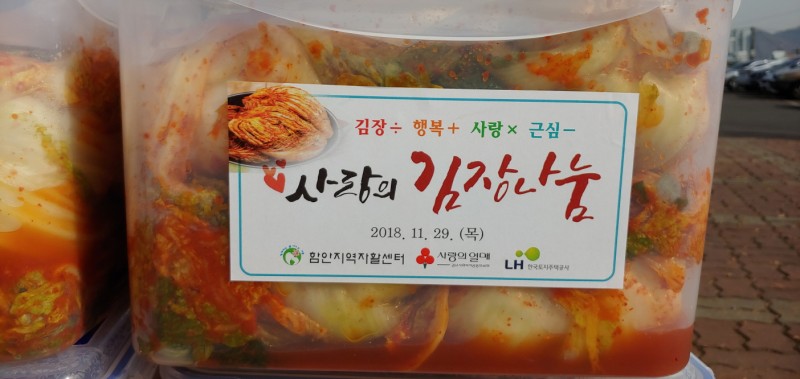 김장÷ 행복+ 사랑× 근심-
사랑의 김장나눔
2018. 11. 29. (목)
함안지역자활센터 사랑의열매 LH 한국토지주택공사